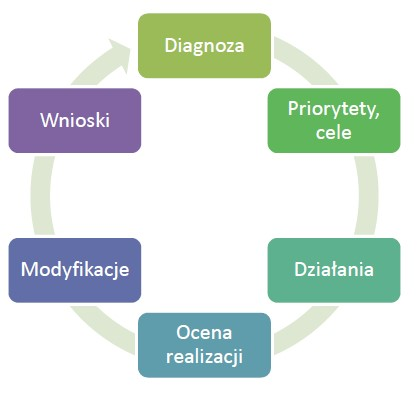 Diagnoza
Priorytety,
cele
Działania
Ocena
realizacji
Modyfikacje
Wnioski